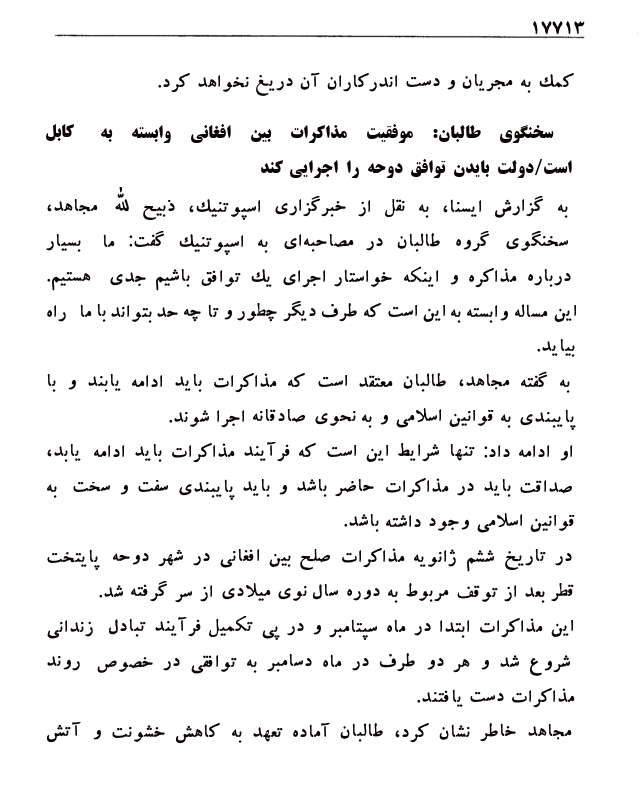 ۱۷۷۱۳
کمك به مجریان و دست اندرکاران آن دریغ نخواهد کرد.
سخنگوی طالبان: موفقیت مذاکرات بین افغانی وابسته به کابل
است/دولت بایدن توافق دوحه را اجرایی کند
به گزارش ایسنا، به نقل از خبرگزاری اسپوتنیك، ذبیح لله مجاهد،
سخنگوی گروه طالبان در مصاحبه‌ای به اسپوتنیك گفت: ما بسیار
درباره مذاکره و اینکه خواستار اجرای یك توافق باشیم جدی هستیم.
این مساله وابسته به این است که طرف دیگر چطور و تا چه حد بتواند با ما راه
بیاید.
به گفته مجاهد، طالبان معتقد است که مذاکرات باید ادامه یابند و با
پایبندی به قوانین اسلامی و به نحوی صادقانه اجرا شوند.
او ادامه داد: تنها شرایط این است که فرآیند مذاکرات باید ادامه یابد،
صداقت باید در مذاکرات حاضر باشد و باید پایبندی سفت و سخت به
قوانین اسلامی وجود داشته باشد.
در تاریخ ششم ژانویه مذاکرات صلح بین افغانی در شهر دوحه پایتخت
قطر بعد از توقف مربوط به دوره سال نوی میلادی از سر گرفته شد.
این مذاکرات ابتدا در ماه سپتامبر و در پی تکمیل فرآیند تبادل زندانی
شروع شد و هر دو طرف در ماه دسامبر به توافقی در خصوص روند
مذاکرات دست یافتند.
مجاهد خاطر نشان کرد، طالبان آماده تعهد به کاهش خشونت و آتش